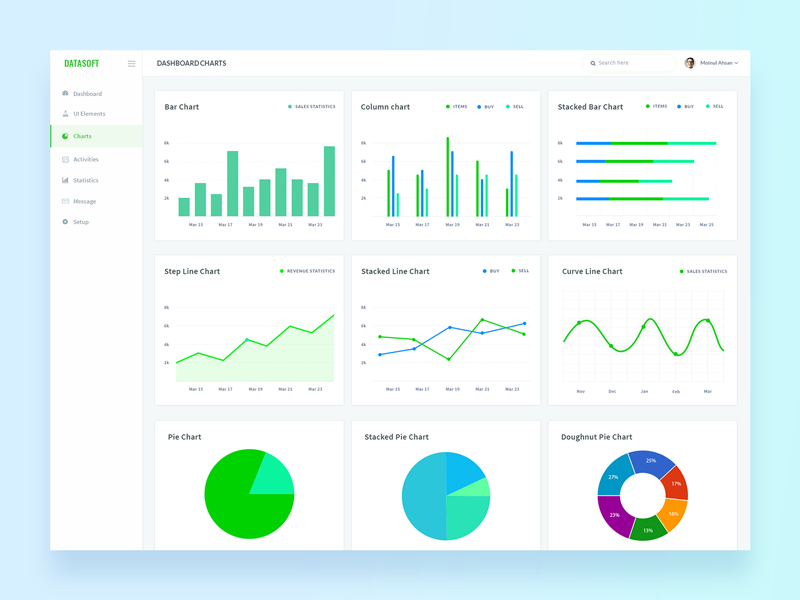 DATASOFT
DASHBOARD CHARTS
Search here
Moinul Ahsan
Dashboard
UI Elements
Charts
Activities
Statistics
Message
Setup
Bar Chart
SALES STATISTICS
8k
6k
4k
2k
Mar 15 Mar 17 Mar 19 Mar 21 Mar 23
Column chart
ITEMS BUY SELL
8k
6k
4k
2k
Mar 15 Mar 17 Mar 19 Mar 21 Mar 23
Stacked Bar Chart
ITEMS BUY SELL
8k
6k
4k
2k
Mar 15 Mar 17 Mar 19 Mar 21 Mar 23 Mar 25
Step Line Chart
REVENUE STATISTICS
8k
6k
4k
2k
Mar 15 Mar 17 Mar 19 Mar 21 Mar 23
Stacked Line Chart
BUY SELL
8k
6k
4k
2k
Mar 15 Mar 17 Mar 19 Mar 21 Mar 23
Curve Line Chart
SALES STATISTICS
Nov Dec Jan Feb Mar
Pie Chart
Stacked Pie Chart
Doughnut Pie Chart
25%
27%
17%
23%
16%
13%